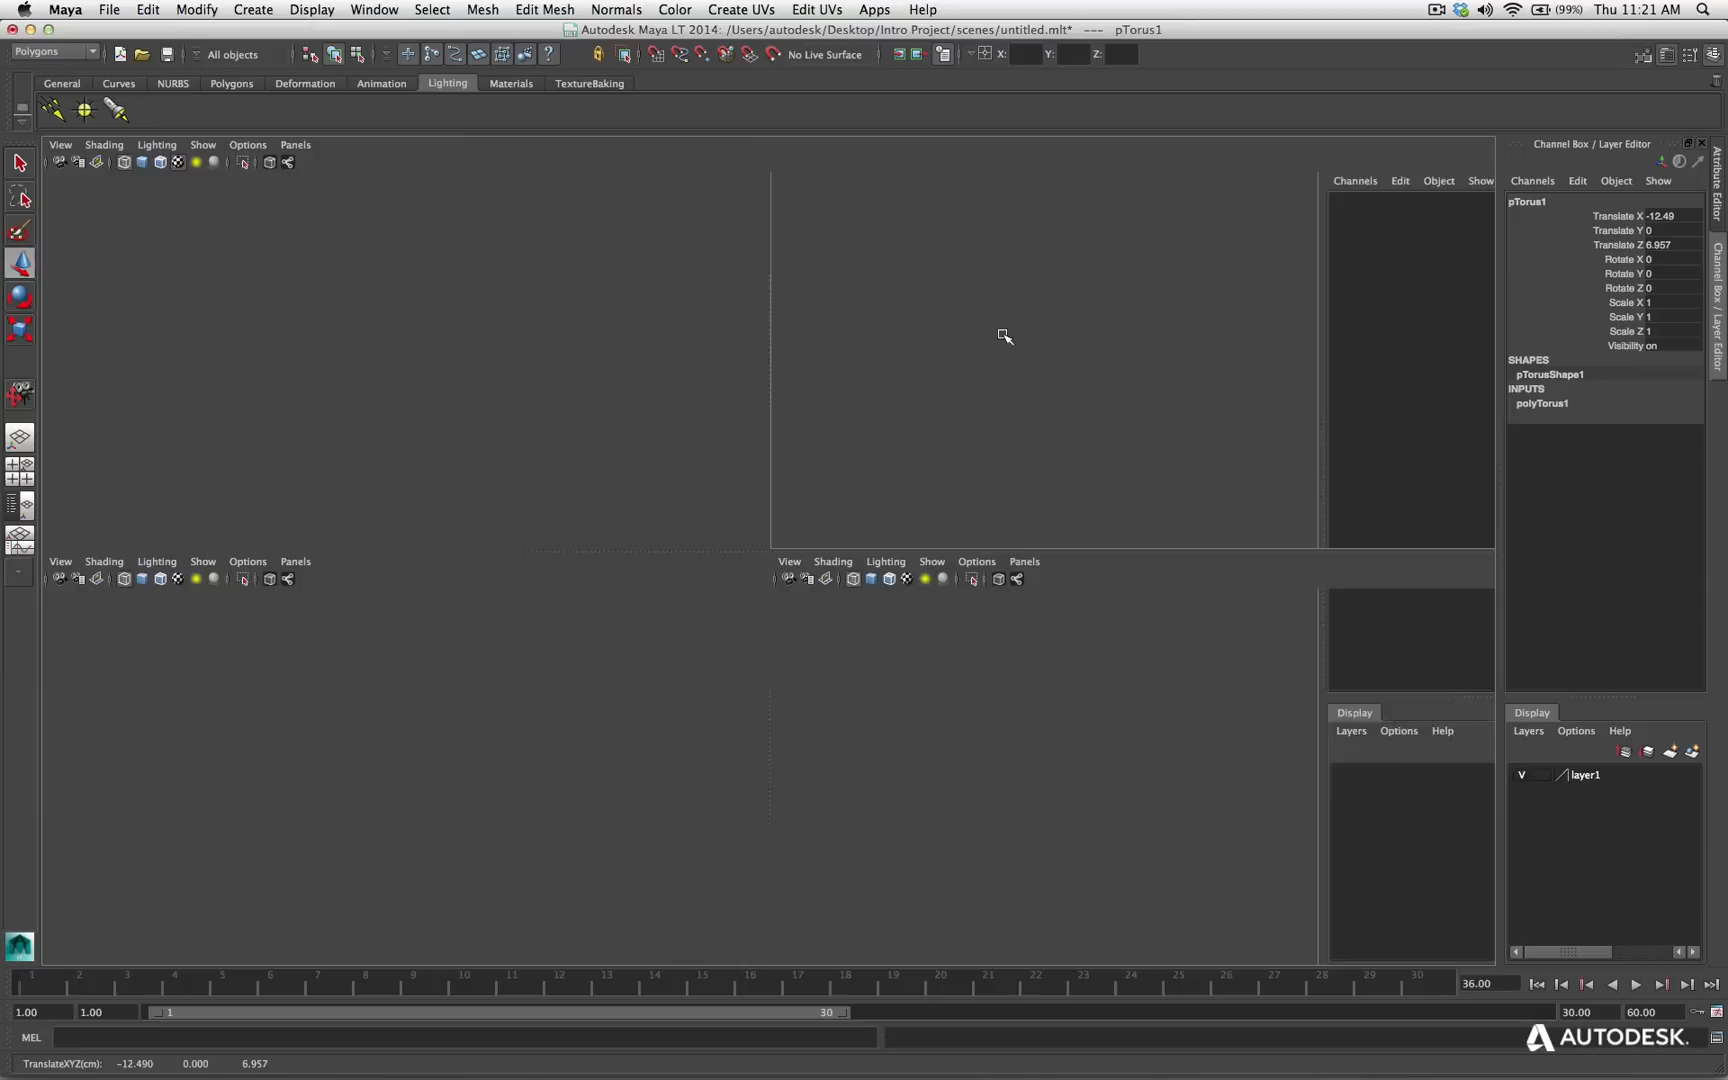 Maya File Edit Modify Create Display Window Select Mesh Edit Mesh Normals Color Create UVs Edit UVs Apps Help (99%) Thu 11:21 AM
Autodesk Maya LT 2014: /Users/autodesk/Desktop/Intro Project/scenes/untitled.mlt* --- pTorus1
Polygons All objects No Live Surface X: Y: Z:
General Curves NURBS Polygons Deformation Animation Lighting Materials TextureBaking
View Shading Lighting Show Options Panels
Channels Edit Object Show
Channel Box / Layer Editor
Channels Edit Object Show
pTorus1
Translate X -12.49
Translate Y 0
Translate Z 6.957
Rotate X 0
Rotate Y 0
Rotate Z 0
Scale X 1
Scale Y 1
Scale Z 1
Visibility on
SHAPES
pTorusShape1
INPUTS
polyTorus1
Attribute Editor
Channel Box / Layer Editor
View Shading Lighting Show Options Panels
View Shading Lighting Show Options Panels
Display
Layers Options Help
Display
Layers Options Help
V layer1
1 2 3 4 5 6 7 8 9 10 11 12 13 14 15 16 17 18 19 20 21 22 23 24 25 26 27 28 29 30 36.00
1.00 1.00 1 30 30.00 60.00
MEL
AUTODESK.
TranslateXYZ(cm): -12.490 0.000 6.957